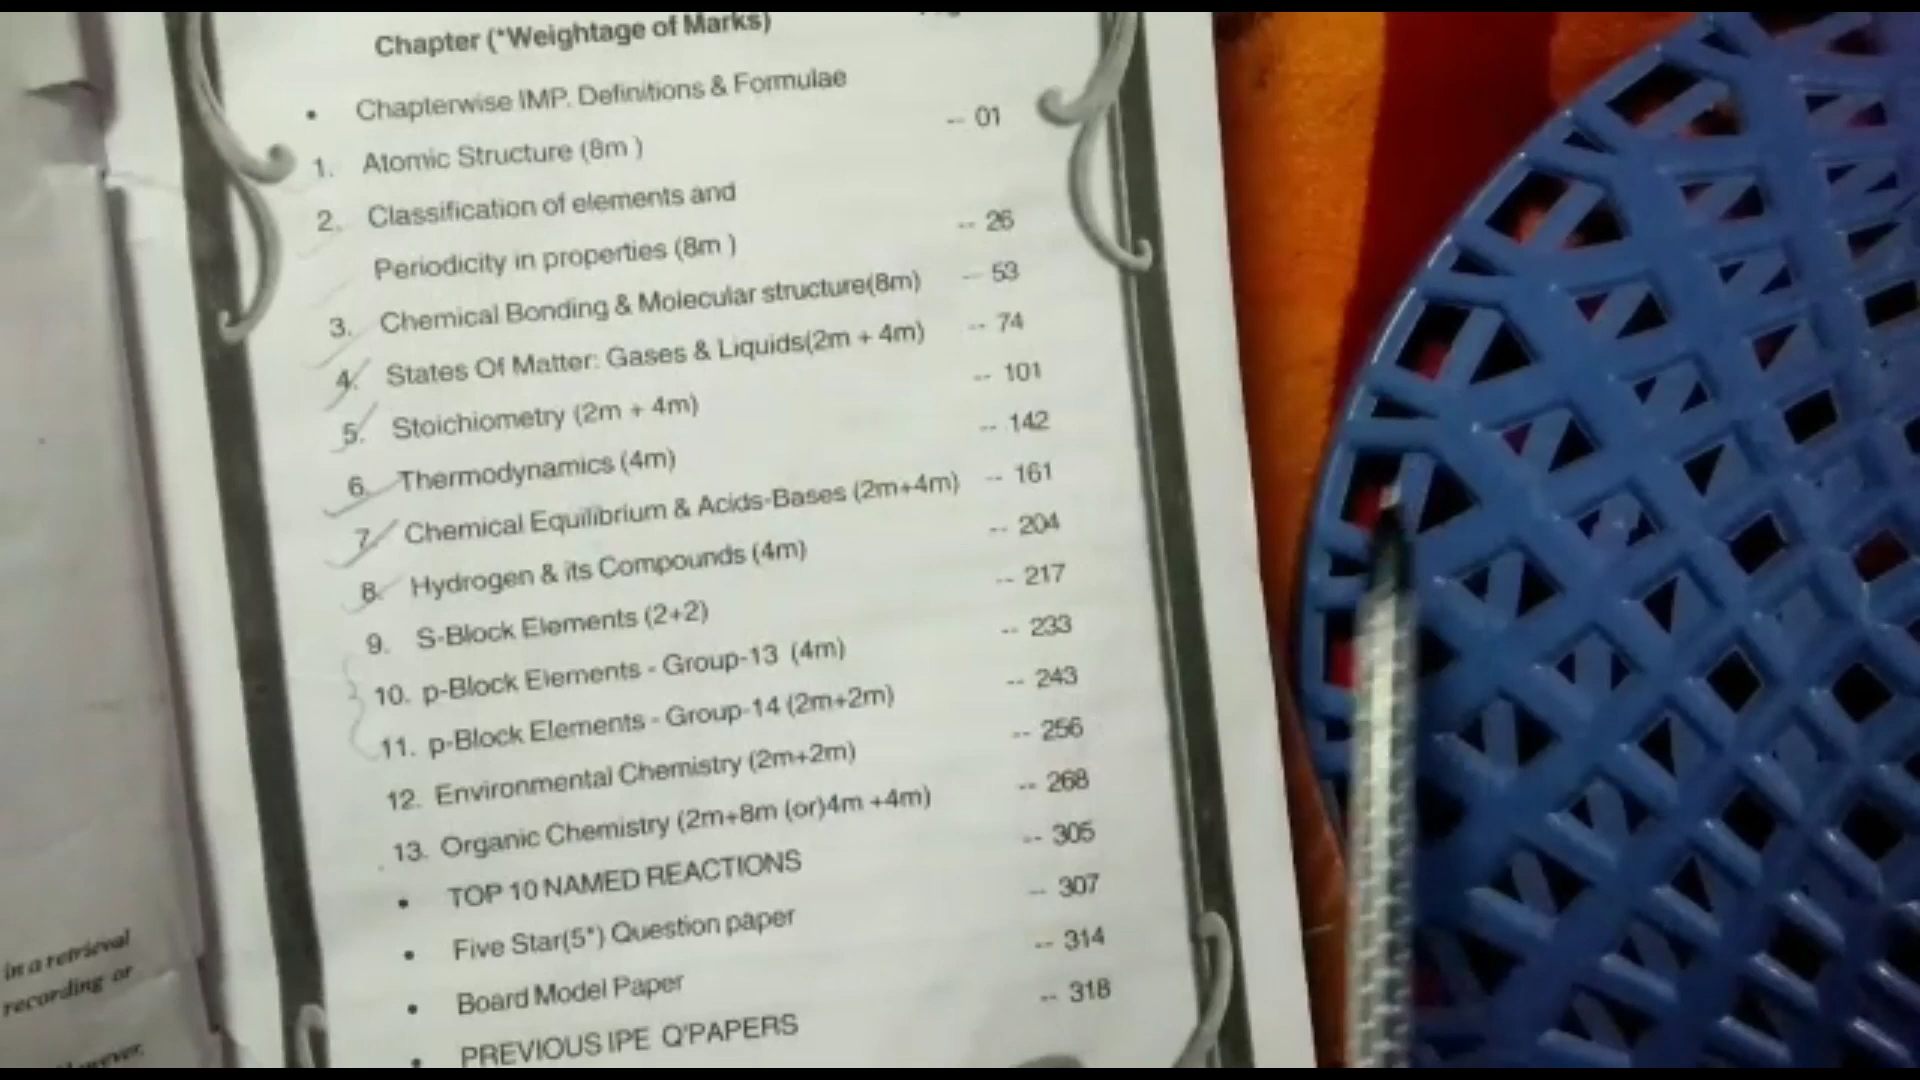 Chapter (*Weightage of Marks)
• Chapterwise IMP. Definitions & Formulae
1. Atomic Structure (8m ) -- 01
2. Classification of elements and
Periodicity in properties (8m ) -- 26
3. Chemical Bonding & Molecular structure(8m) -- 53
4. States Of Matter: Gases & Liquids(2m + 4m) -- 74
5. Stoichiometry (2m + 4m) -- 101
6. Thermodynamics (4m) -- 142
7. Chemical Equilibrium & Acids-Bases (2m+4m) -- 161
8. Hydrogen & its Compounds (4m) -- 204
9. S-Block Elements (2+2) -- 217
10. p-Block Elements - Group-13 (4m) -- 233
11. p-Block Elements - Group-14 (2m+2m) -- 243
12. Environmental Chemistry (2m+2m) -- 256
13. Organic Chemistry (2m+8m (or)4m +4m) -- 268
• TOP 10 NAMED REACTIONS -- 305
• Five Star(5*) Question paper -- 307
• Board Model Paper -- 314
• PREVIOUS IPE Q'PAPERS -- 318
in a retrieval
recording or